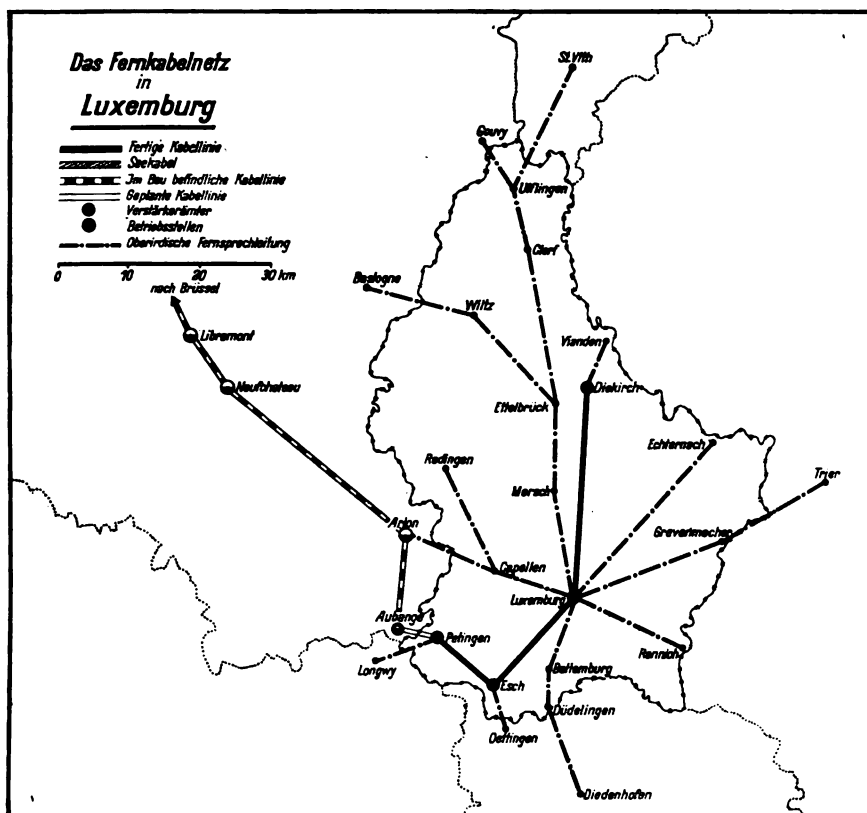 Das Fernkabelnetz
in
Luxemburg
Fertige Kabellinie
Seekabel
Im Bau befindliche Kabellinie
Geplante Kabellinie
Verstärkerämter
Betriebsstellen
Oberirdische Fernsprechleitung
0 10 20 30 km
nach Brüssel
St.Vith
Gouvy
Ulflingen
Clerf
Bastogne
Wiltz
Libramont
Vianden
Neufchateau
Diekirch
Ettelbrück
Echternach
Redingen
Trier
Mersch
Arlon
Grevenmacher
Capellen
Luxemburg
Aubange
Petingen
Remich
Longwy
Bettemburg
Esch
Düdelingen
Oettingen
Diedenhofen